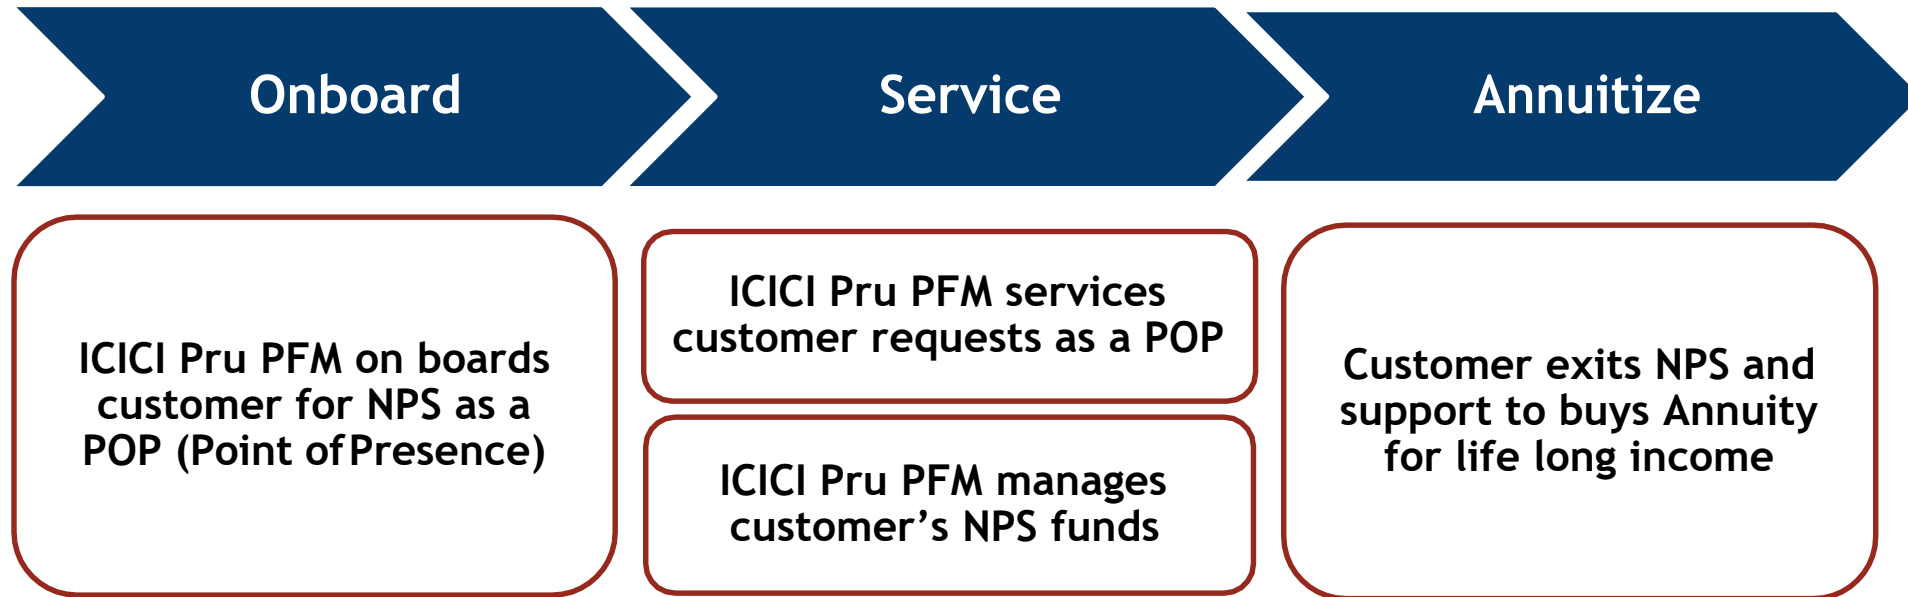 Onboard
Service
Annuitize
ICICI Pru PFM on boards
customer for NPS as a
POP (Point of Presence)
ICICI Pru PFM services
customer requests as a POP
ICICI Pru PFM manages
customer’s NPS funds
Customer exits NPS and
support to buys Annuity
for life long income